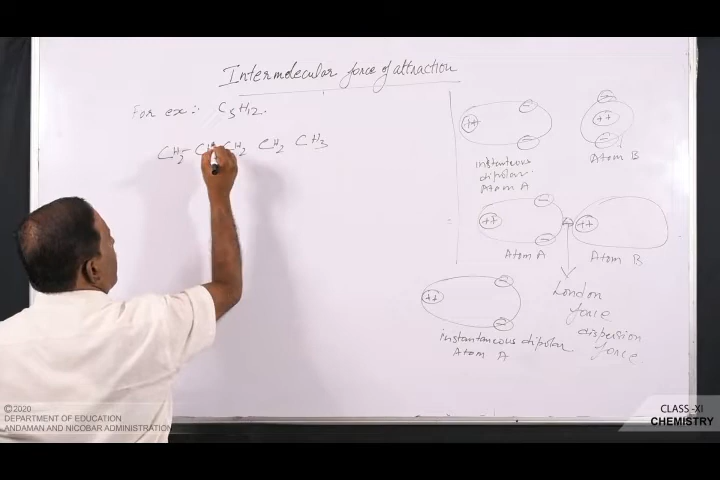 Intermolecular force of attraction
For ex :- C5H12.
CH3 - CH2 CH2 CH2 CH3
++
- -
instanteous
dipolar
Atom A
-
++
-
Atom B
++
- -
Atom A
++
Atom B
London
force
dispersion
force
++
- -
instantaneous dipolar
Atom A
©2020
DEPARTMENT OF EDUCATION
ANDAMAN AND NICOBAR ADMINISTRATION
CLASS -XI
CHEMISTRY